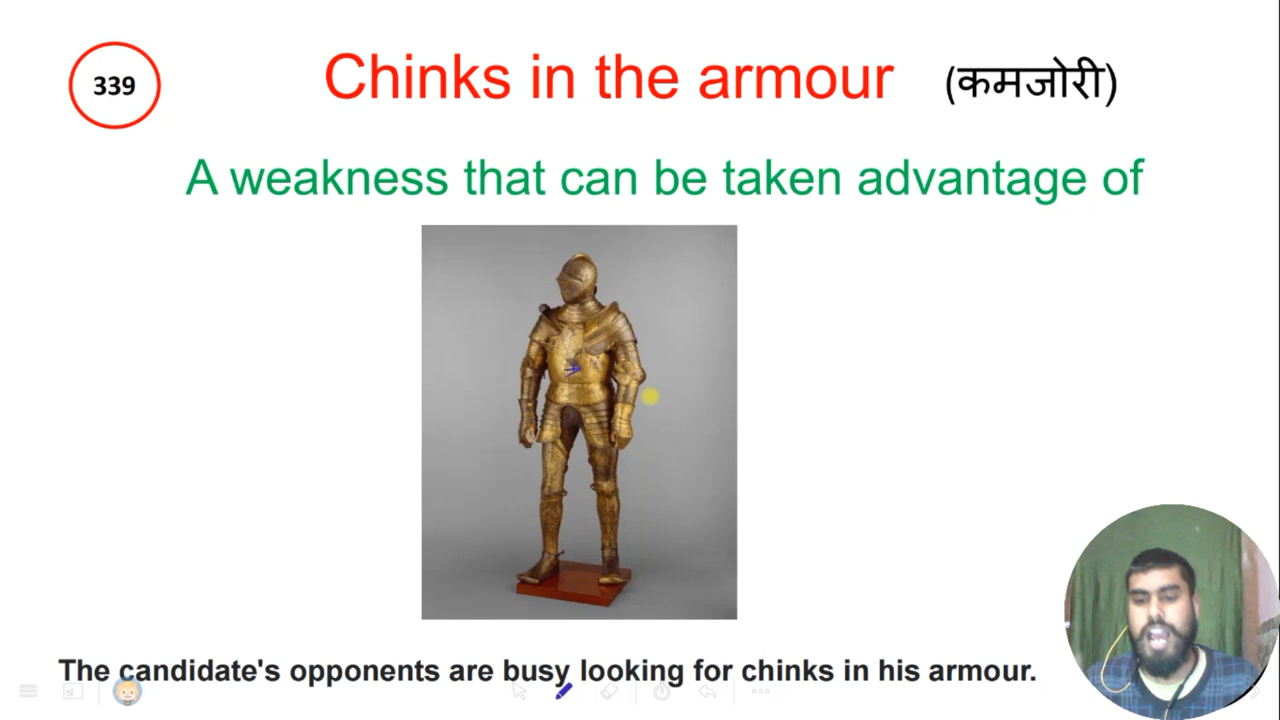 339
Chinks in the armour (कमजोरी)
A weakness that can be taken advantage of
The candidate's opponents are busy looking for chinks in his armour.